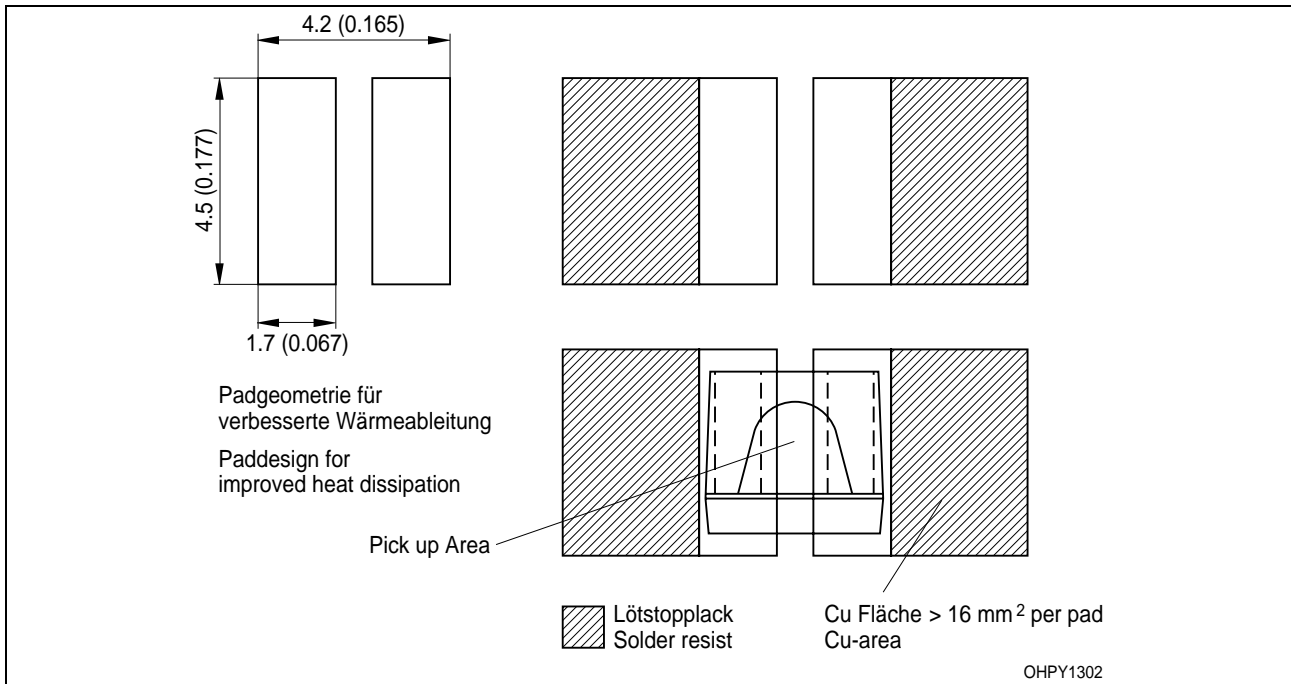 4.2 (0.165)
4.5 (0.177)
1.7 (0.067)
Padgeometrie für
verbesserte Wärmeableitung
Paddesign for
improved heat dissipation
Pick up Area
Lötstopplack
Solder resist
Cu Fläche > 16 mm 2 per pad
Cu-area
OHPY1302